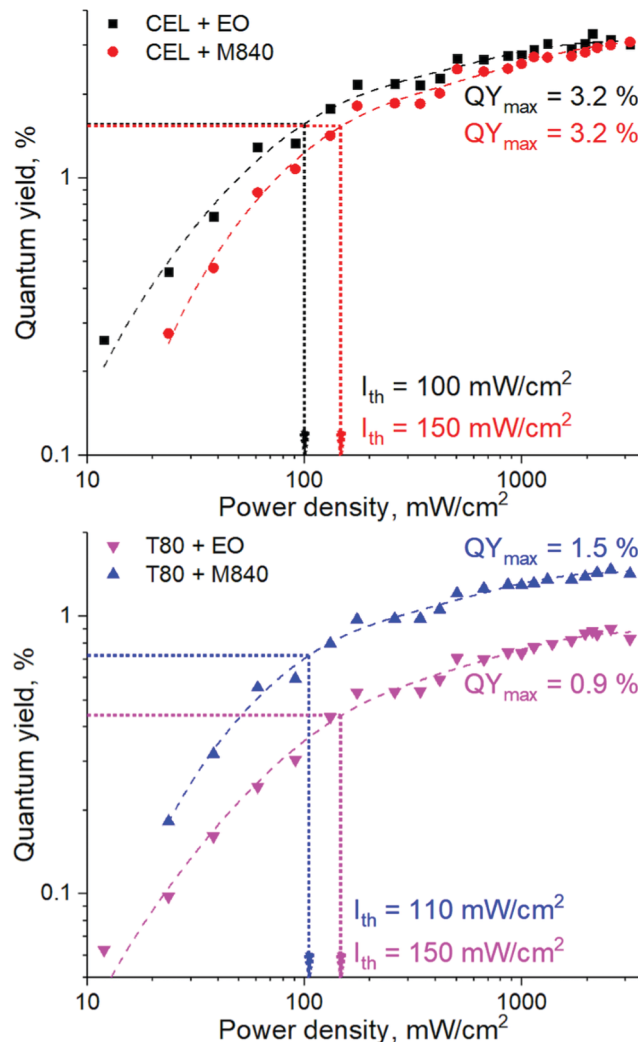 CEL + EO
CEL + M840
QYmax = 3.2 %
QYmax = 3.2 %
Ith = 100 mW/cm²
Ith = 150 mW/cm²
Quantum yield, %
1
0.1
10
100
1000
Power density, mW/cm²
T80 + EO
T80 + M840
QYmax = 1.5 %
QYmax = 0.9 %
Ith = 110 mW/cm²
Ith = 150 mW/cm²
Quantum yield, %
1
0.1
10
100
1000
Power density, mW/cm²